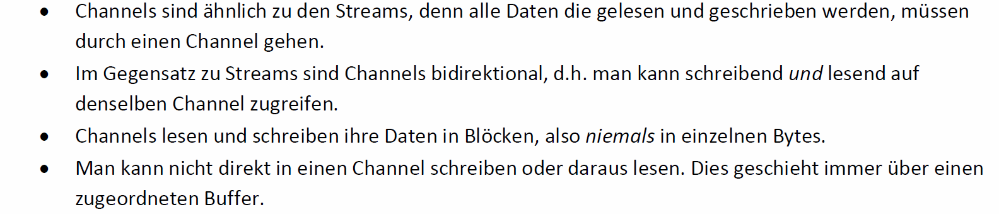 • Channels sind ähnlich zu den Streams, denn alle Daten die gelesen und geschrieben werden, müssen
durch einen Channel gehen.
• Im Gegensatz zu Streams sind Channels bidirektional, d.h. man kann schreibend und lesend auf
denselben Channel zugreifen.
• Channels lesen und schreiben ihre Daten in Blöcken, also niemals in einzelnen Bytes.
• Man kann nicht direkt in einen Channel schreiben oder daraus lesen. Dies geschieht immer über einen
zugeordneten Buffer.